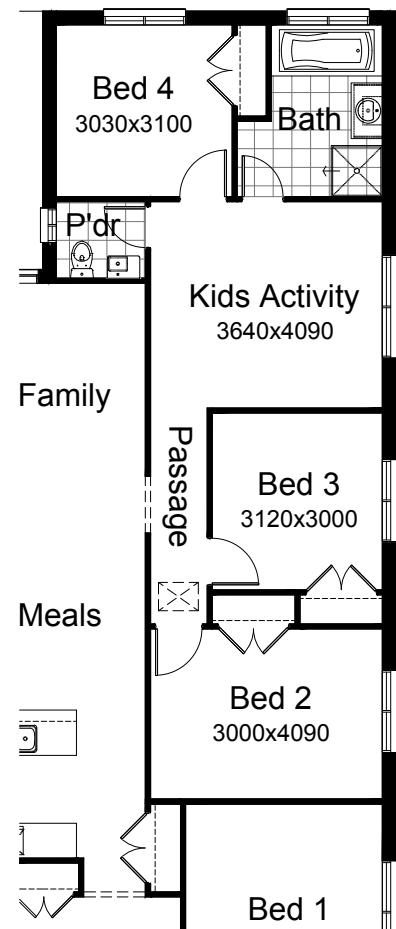 Bed 4
3030x3100
Bath
P'dr
Kids Activity
3640x4090
Family
Passage
Bed 3
3120x3000
Meals
Bed 2
3000x4090
Bed 1